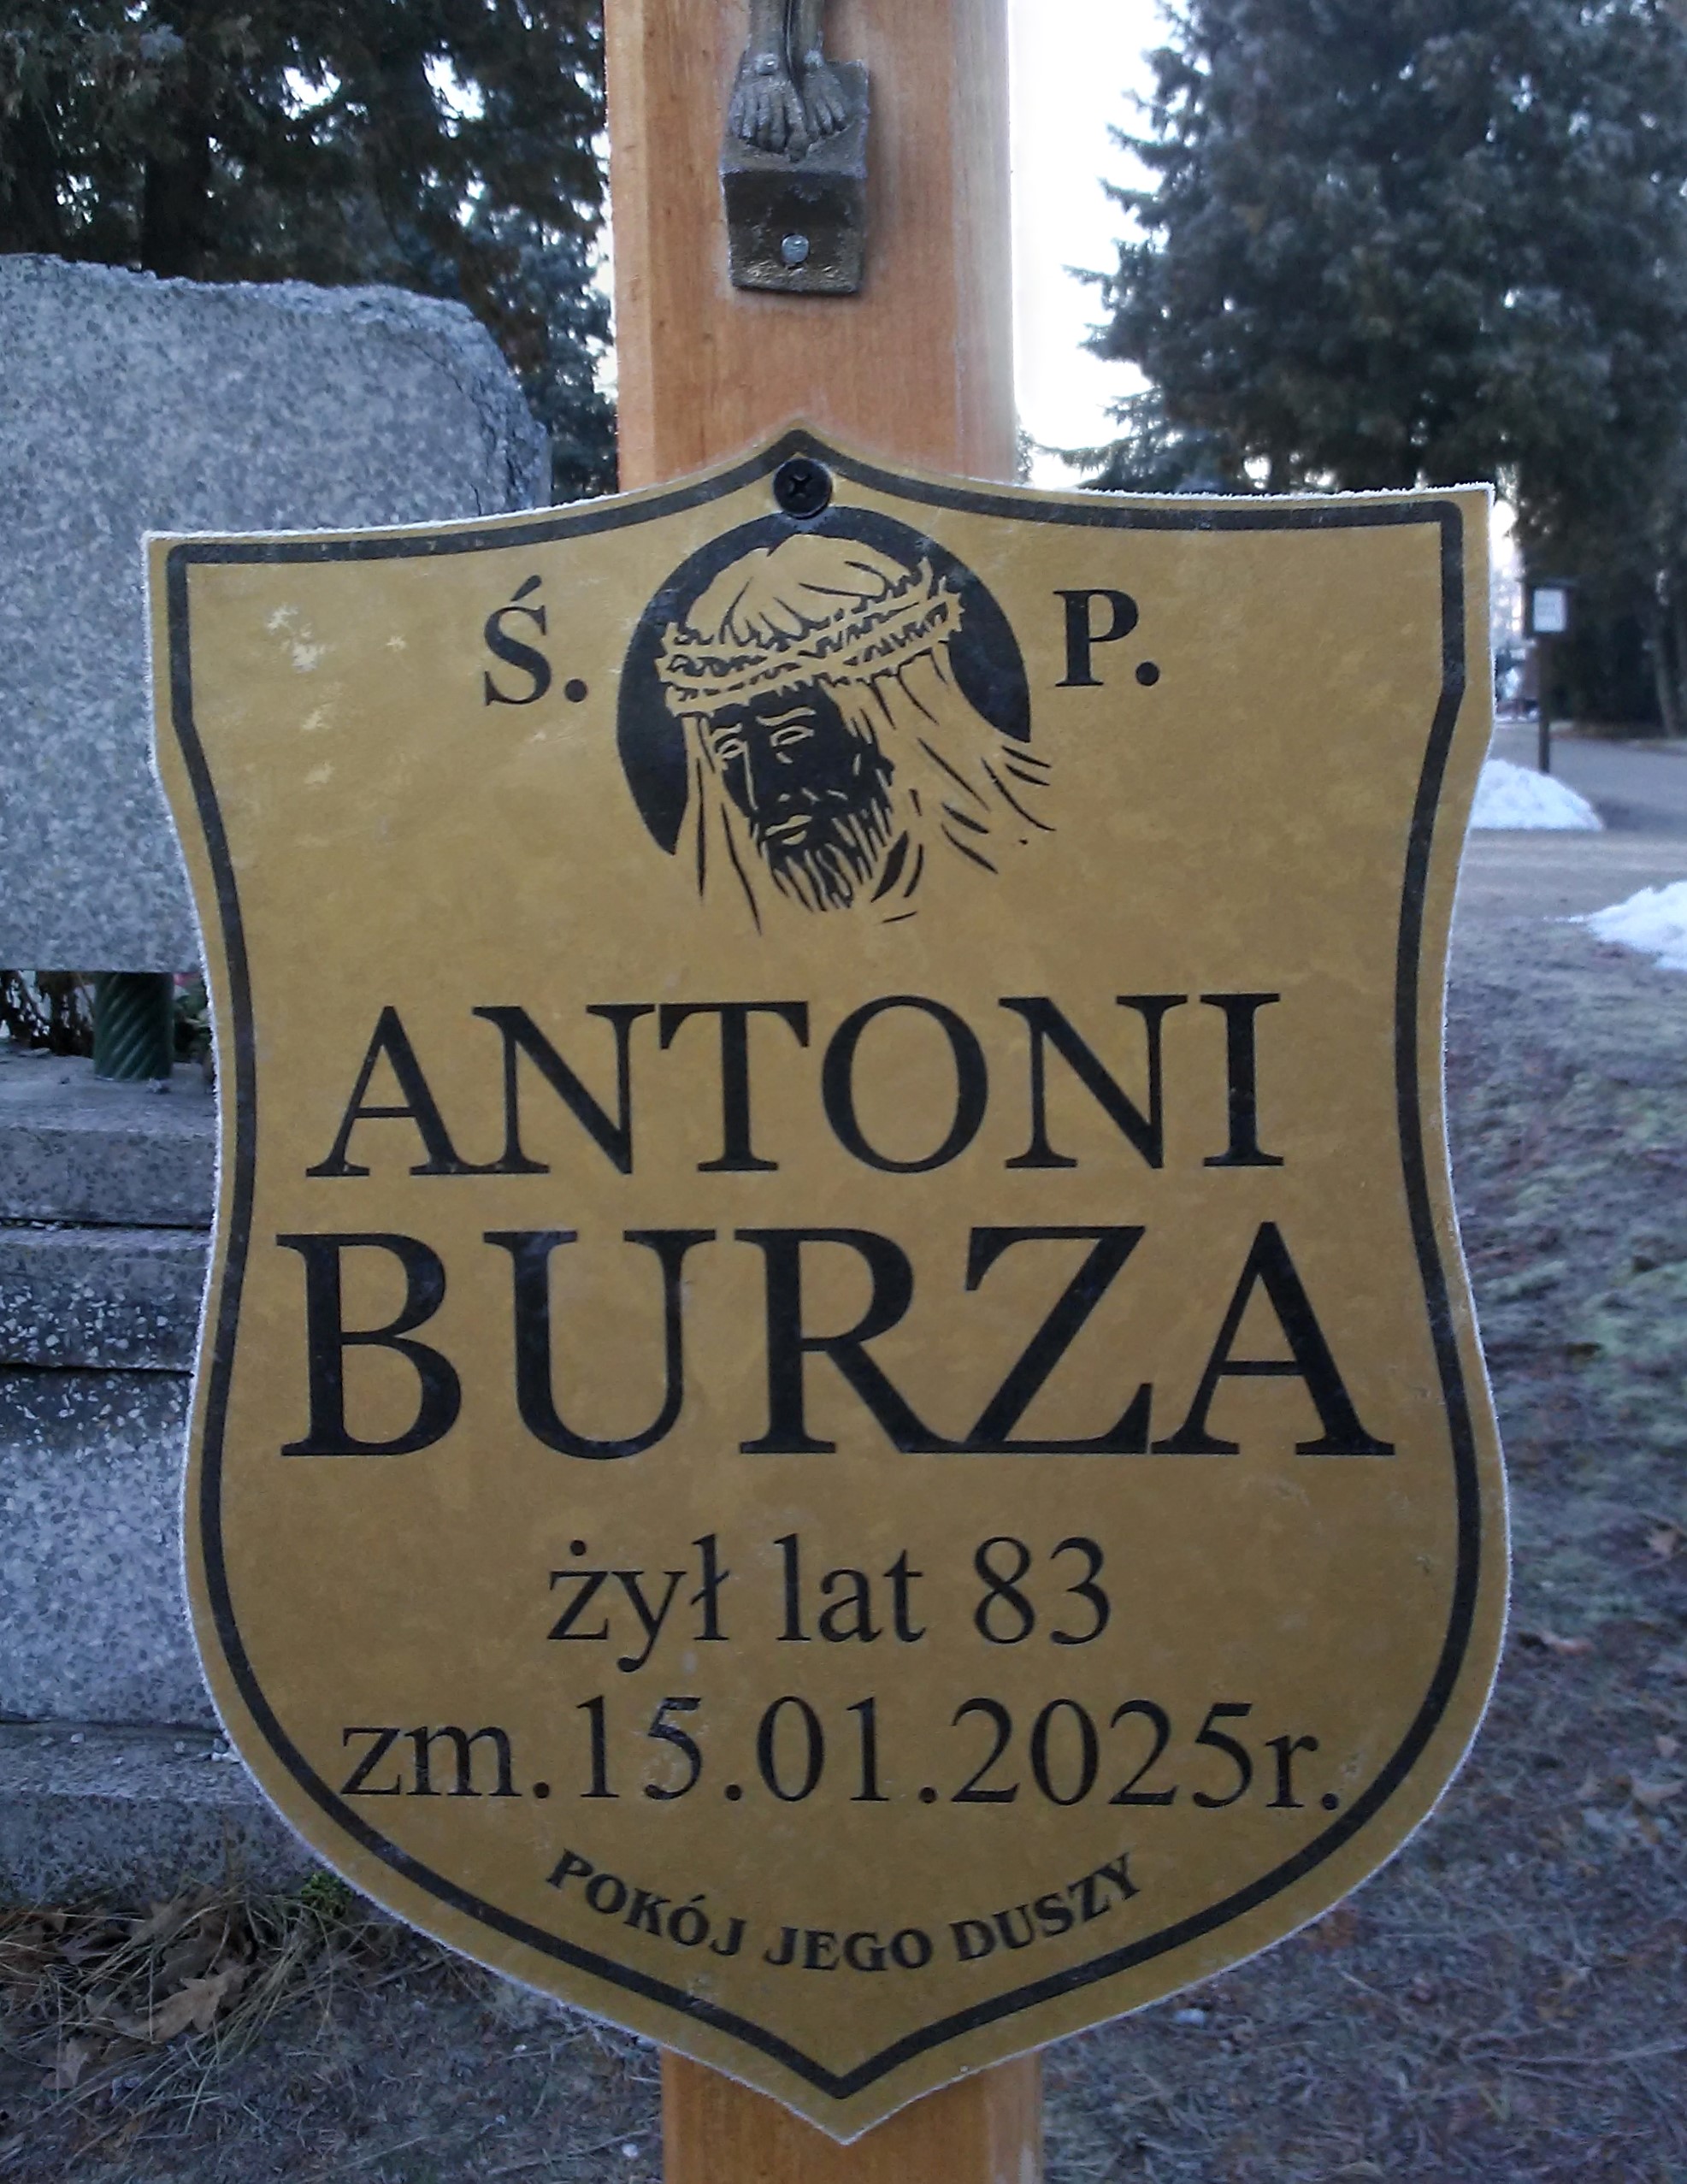 Ś. P.
ANTONI
BURZA
żył lat 83
zm.15.01.2025r.
POKÓJ JEGO DUSZY